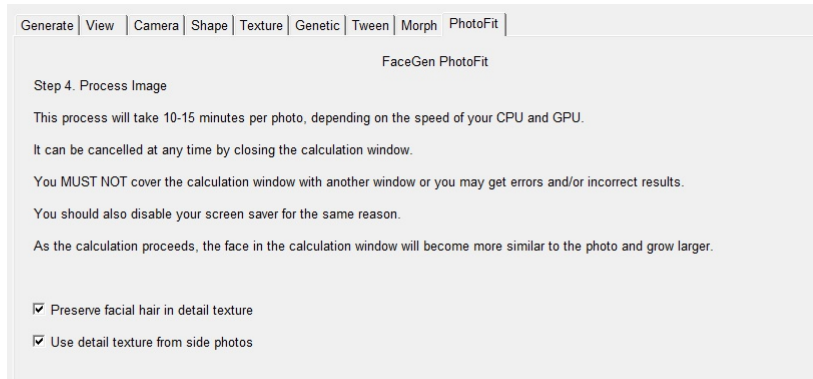 Generate View Camera Shape Texture Genetic Tween Morph PhotoFit
FaceGen PhotoFit
Step 4. Process Image
This process will take 10-15 minutes per photo, depending on the speed of your CPU and GPU.
It can be cancelled at any time by closing the calculation window.
You MUST NOT cover the calculation window with another window or you may get errors and/or incorrect results.
You should also disable your screen saver for the same reason.
As the calculation proceeds, the face in the calculation window will become more similar to the photo and grow larger.
Preserve facial hair in detail texture
Use detail texture from side photos